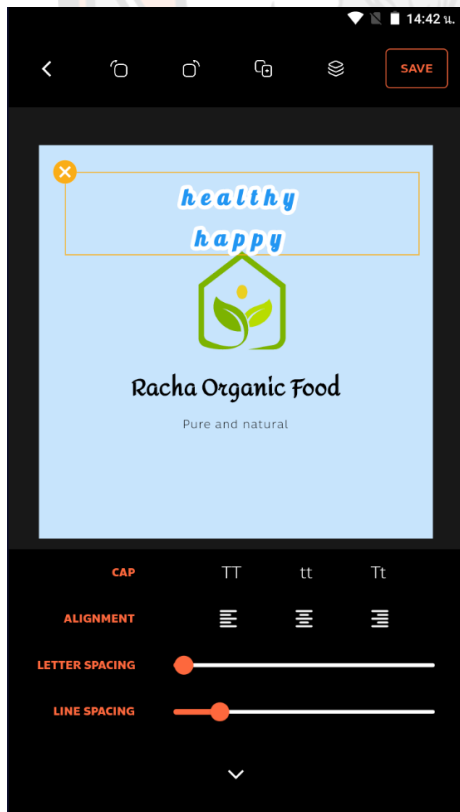 14:42 น.
SAVE
healthy
happy
Racha Organic Food
Pure and natural
CAP TT tt Tt
ALIGNMENT
LETTER SPACING
LINE SPACING